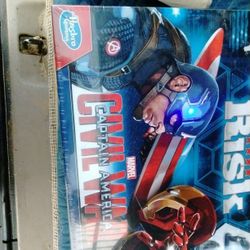 Hasbro
Gaming
RISK
MARVEL
CAPTAIN AMERICA
CIVIL WAR